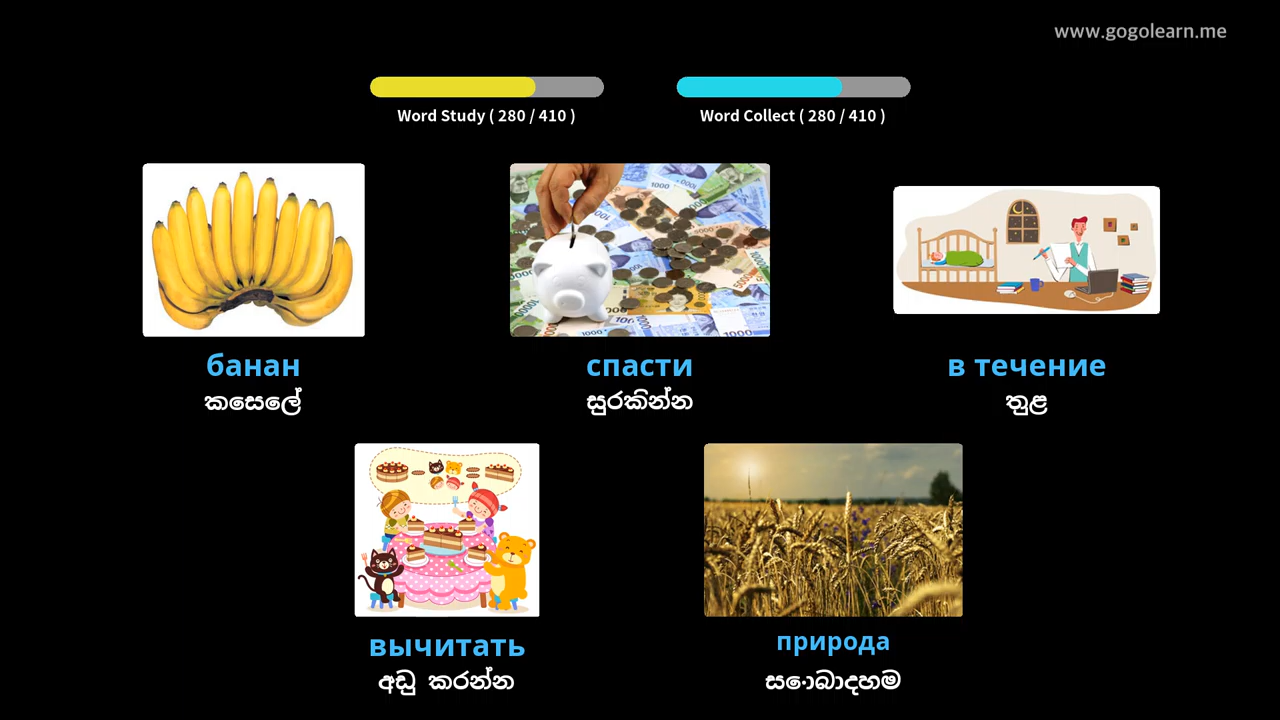 www.gogolearn.me
Word Study ( 280 / 410 )
Word Collect ( 280 / 410 )
банан
කෙසෙල්
спасти
සුරකින්න
в течение
තුළ
вычитать
අඩු කරන්න
природа
සොබාදහම